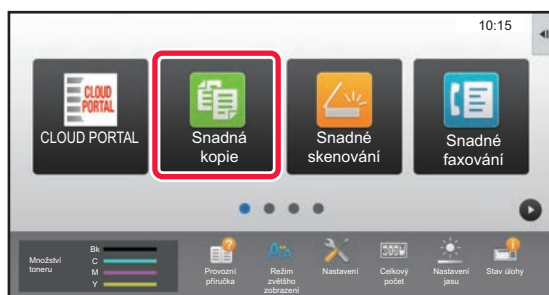 10:15
CLOUD
PORTAL
CLOUD PORTAL
Snadná
kopie
Snadné
skenování
Snadné
faxování
Množství
toneru
Bk
C
M
Y
Provozní
příručka
Režim
zvětšeho
zobrazení
Nastavení
Celkový
počet
Nastavení
jasu
Stav úlohy